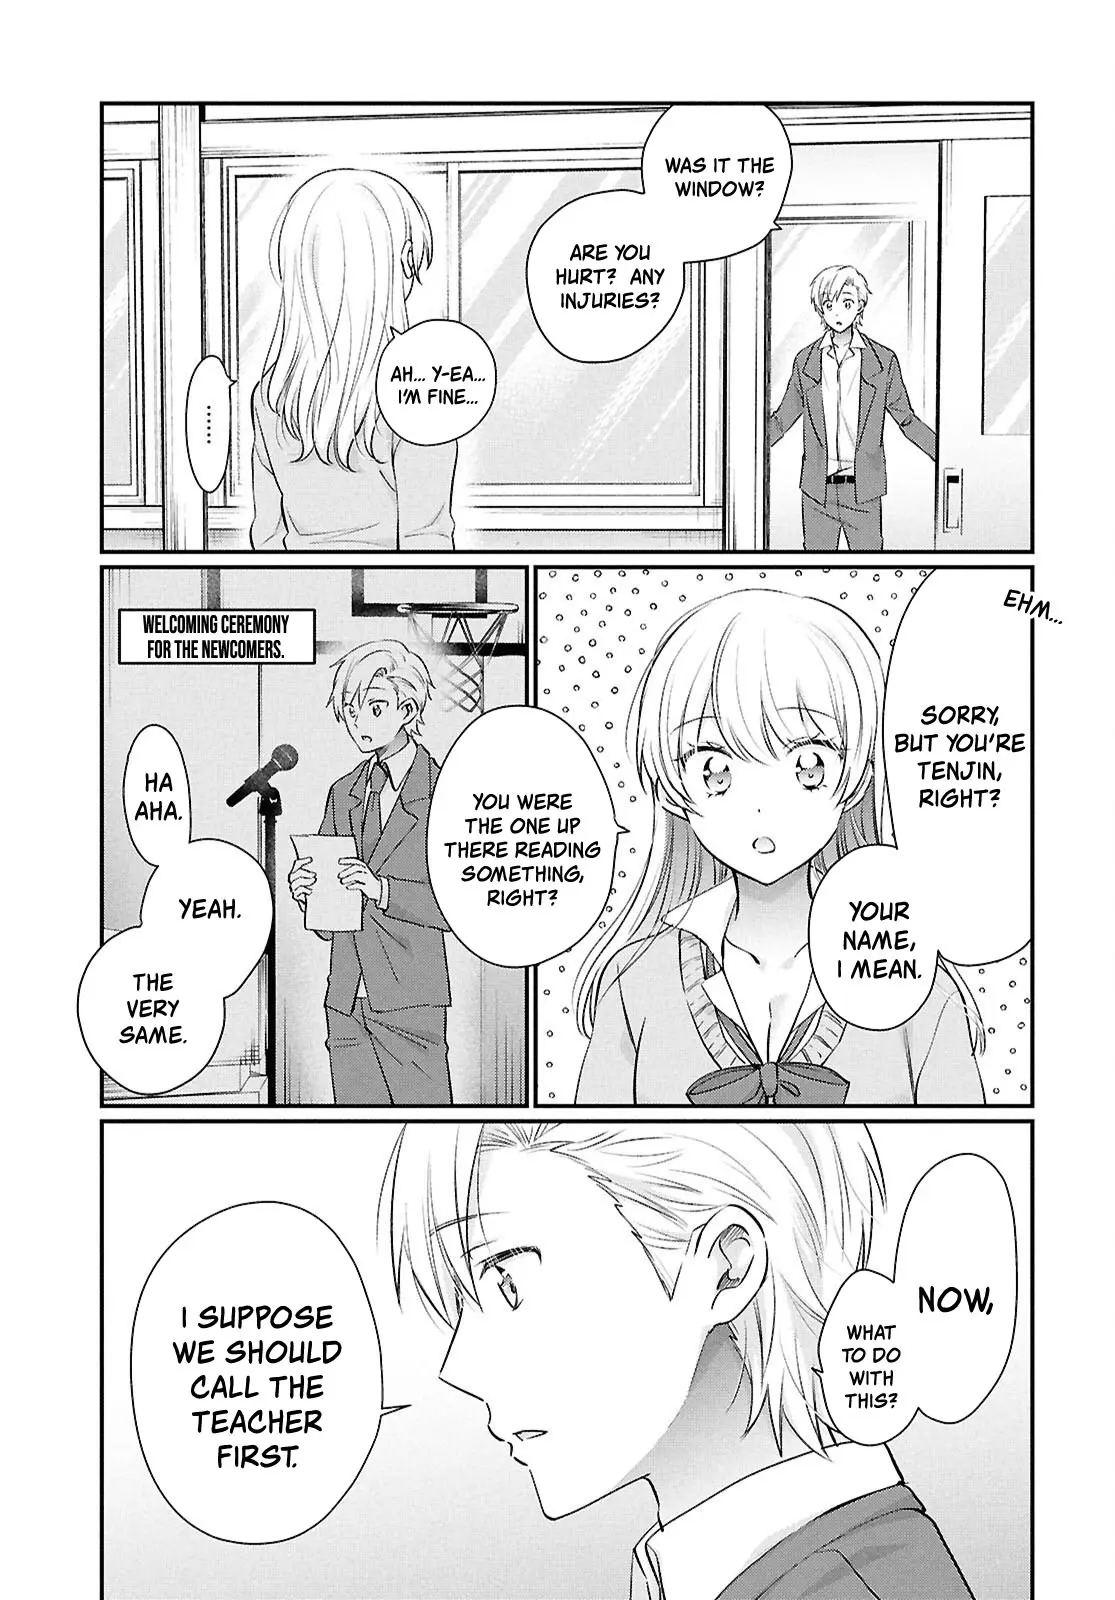 WAS IT THE
WINDOW?
ARE YOU
HURT? ANY
INJURIES?
AH... Y-EA...
I'M FINE...
........
EHM...
SORRY,
BUT YOU'RE
TENJIN,
RIGHT?
YOUR
NAME,
I MEAN.
YOU WERE
THE ONE UP
THERE READING
SOMETHING,
RIGHT?
WELCOMING CEREMONY
FOR THE NEWCOMERS.
HA
AHA.
YEAH.
THE
VERY
SAME.
NOW,
WHAT
TO DO
WITH
THIS?
I SUPPOSE
WE SHOULD
CALL THE
TEACHER
FIRST.